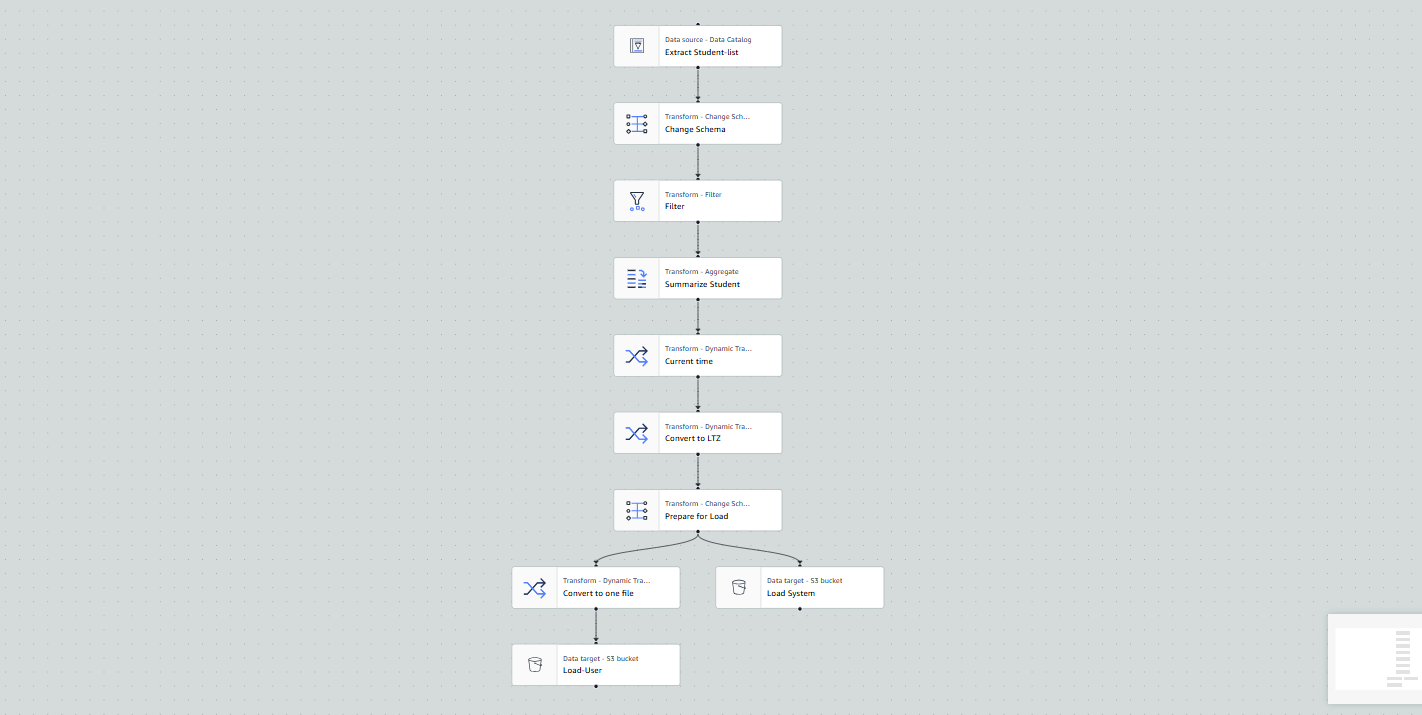 Data source - Data Catalog
Extract Student-list
Transform - Change Sch...
Change Schema
Transform - Filter
Filter
Transform - Aggregate
Summarize Student
Transform - Dynamic Tra...
Current time
Transform - Dynamic Tra...
Convert to LTZ
Transform - Change Sch...
Prepare for Load
Transform - Dynamic Tra...
Convert to one file
Data target - S3 bucket
Load System
Data target - S3 bucket
Load-User